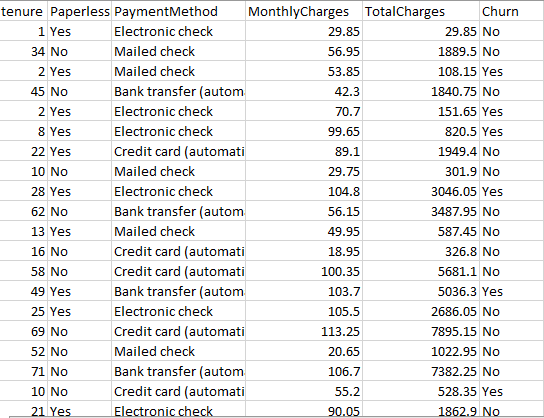 tenure Paperless PaymentMethod MonthlyCharges TotalCharges Churn
1 Yes Electronic check 29.85 29.85 No
34 No Mailed check 56.95 1889.5 No
2 Yes Mailed check 53.85 108.15 Yes
45 No Bank transfer (autom 42.3 1840.75 No
2 Yes Electronic check 70.7 151.65 Yes
8 Yes Electronic check 99.65 820.5 Yes
22 Yes Credit card (automati 89.1 1949.4 No
10 No Mailed check 29.75 301.9 No
28 Yes Electronic check 104.8 3046.05 Yes
62 No Bank transfer (autom 56.15 3487.95 No
13 Yes Mailed check 49.95 587.45 No
16 No Credit card (automati 18.95 326.8 No
58 No Credit card (automati 100.35 5681.1 No
49 Yes Bank transfer (autom 103.7 5036.3 Yes
25 Yes Electronic check 105.5 2686.05 No
69 No Credit card (automati 113.25 7895.15 No
52 No Mailed check 20.65 1022.95 No
71 No Bank transfer (autom 106.7 7382.25 No
10 No Credit card (automati 55.2 528.35 Yes
21 Yes Electronic check 90.05 1862.9 No